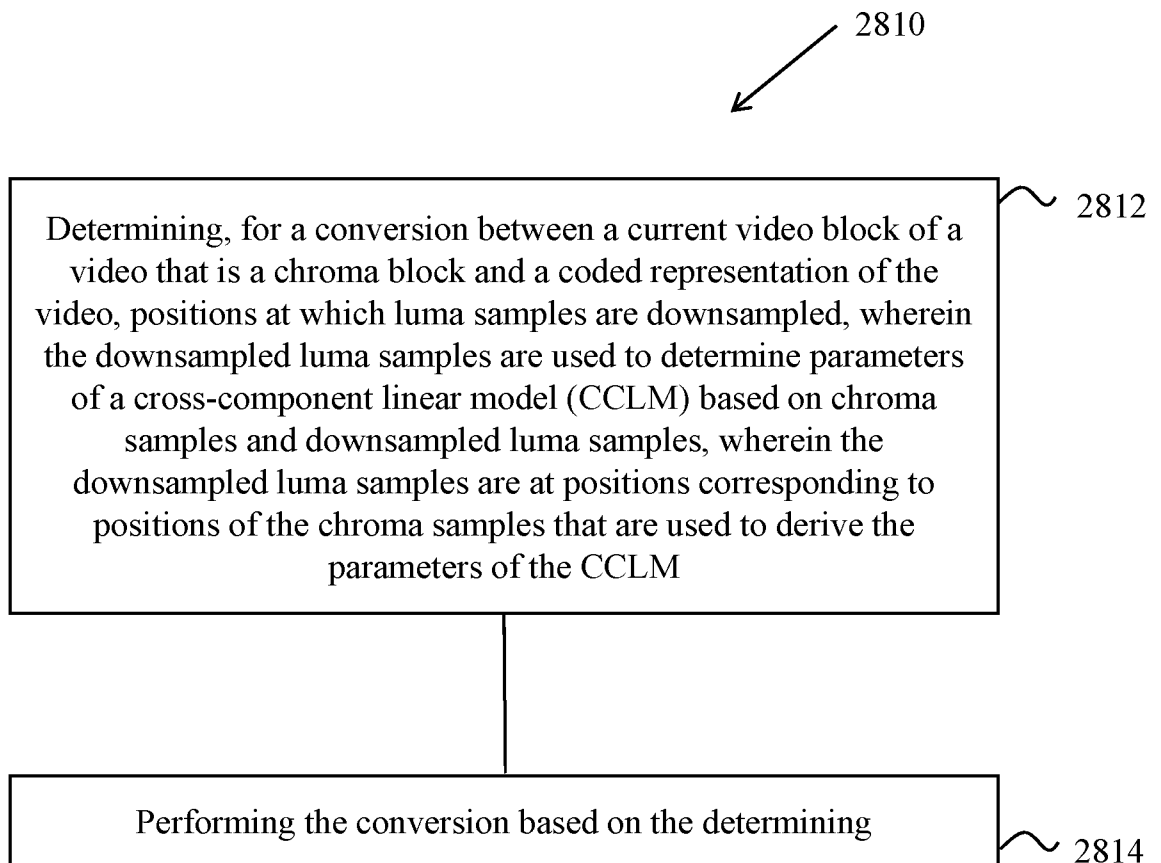 2810
2812
Determining, for a conversion between a current video block of a
video that is a chroma block and a coded representation of the
video, positions at which luma samples are downsampled, wherein
the downsampled luma samples are used to determine parameters
of a cross-component linear model (CCLM) based on chroma
samples and downsampled luma samples, wherein the
downsampled luma samples are at positions corresponding to
positions of the chroma samples that are used to derive the
parameters of the CCLM
Performing the conversion based on the determining
2814